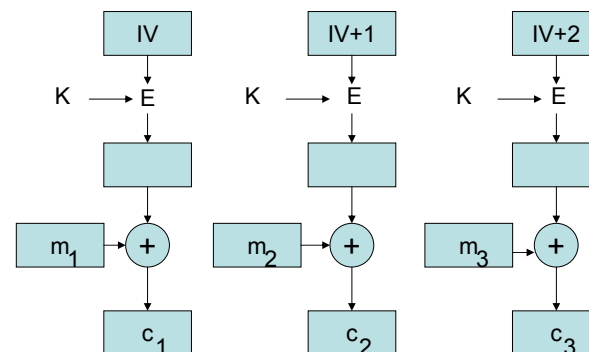 IV IV+1 IV+2
K E K E K E
m1 + m2 + m3 +
c1 c2 c3